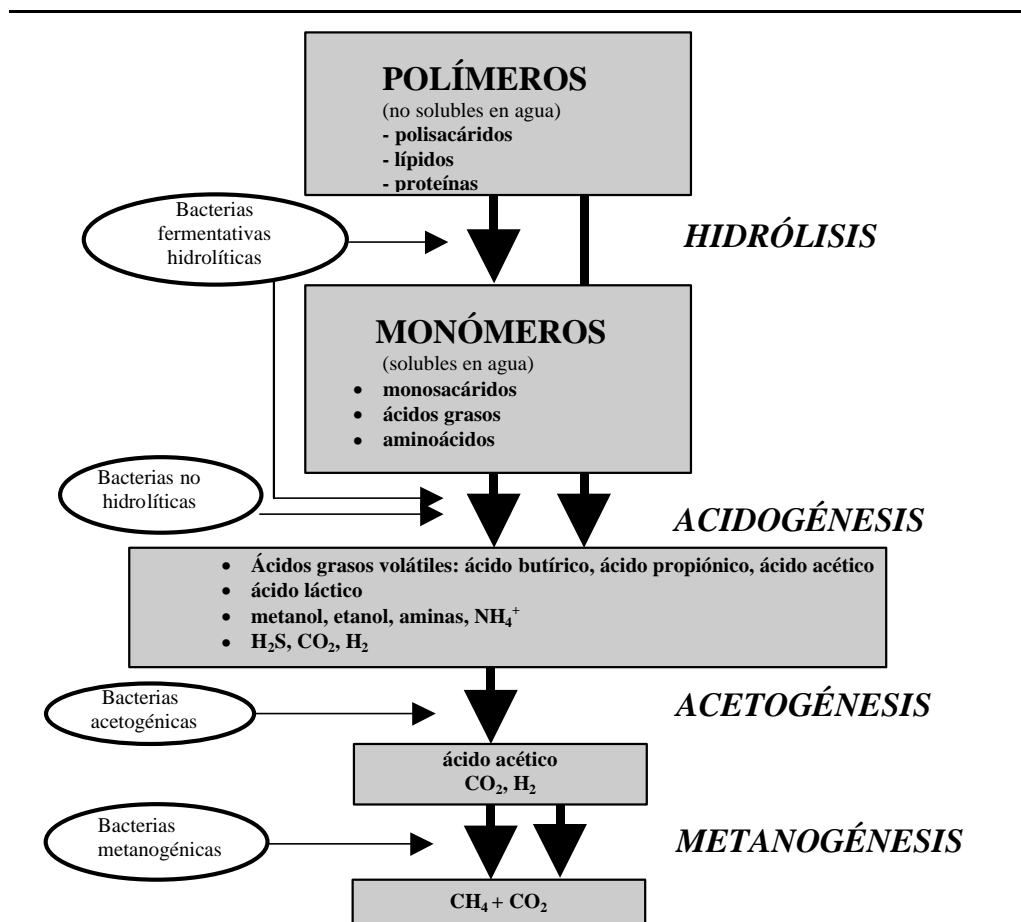 POLÍMEROS
(no solubles en agua)
- polisacáridos
- lípidos
- proteínas
Bacterias
fermentativas
hidrolíticas
HIDRÓLISIS
MONÓMEROS
(solubles en agua)
• monosacáridos
• ácidos grasos
• aminoácidos
Bacterias no
hidrolíticas
ACIDOGÉNESIS
• Ácidos grasos volátiles: ácido butírico, ácido propiónico, ácido acético
• ácido láctico
• metanol, etanol, aminas, NH₄⁺
• H₂S, CO₂, H₂
Bacterias
acetogénicas
ACETOGÉNESIS
ácido acético
CO₂, H₂
Bacterias
metanogénicas
METANOGÉNESIS
CH₄ + CO₂